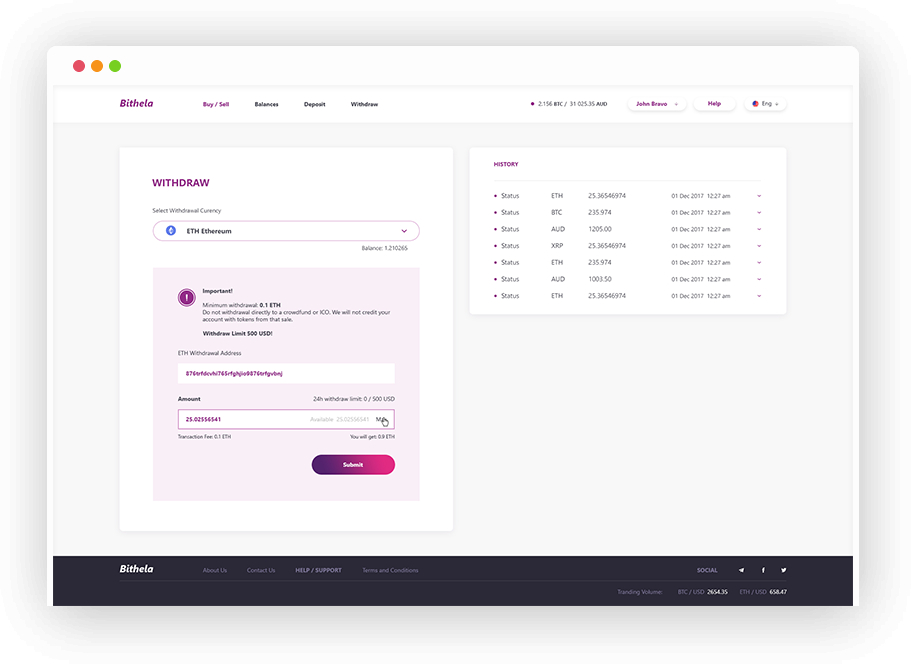 Bithela Buy / Sell Balances Deposit Withdraw 2.156 BTC / 31 025.35 AUD John Bravo Help Eng
WITHDRAW
Select Withdrawal Curency
ETH Ethereum
Balance: 1.210265
Important!
Minimum withdrawal: 0.1 ETH
Do not withdrawal directly to a crowdfund or ICO. We will not credit your
account with tokens from that sale.
Withdraw Limit 500 USD!
ETH Withdrawal Address
876trfdcvhi765rfghjio9876trfgvbnj
Amount 24h withdraw limit: 0 / 500 USD
25.02556541 Available 25.02556541
Transaction Fee: 0.1 ETH You will get: 0.9 ETH
Submit
HISTORY
Status ETH 25.36546974 01 Dec 2017 12:27 am
Status BTC 235.974 01 Dec 2017 12:27 am
Status AUD 1205.00 01 Dec 2017 12:27 am
Status XRP 25.36546974 01 Dec 2017 12:27 am
Status ETH 235.974 01 Dec 2017 12:27 am
Status AUD 1003.50 01 Dec 2017 12:27 am
Status ETH 25.36546974 01 Dec 2017 12:27 am
Bithela About Us Contact Us HELP / SUPPORT Terms and Conditions SOCIAL
Tranding Volume: BTC / USD 2654.35 ETH / USD 658.47